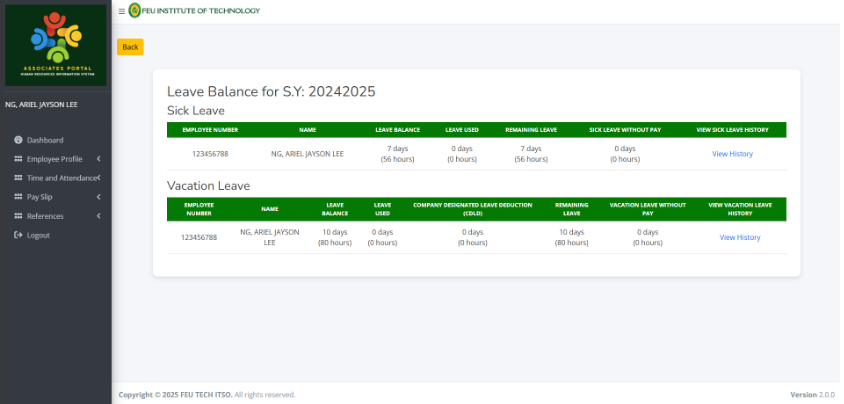 ASSOCIATES PORTAL
HUMAN RESOURCES INFORMATION SYSTEM
NG, ARIEL JAYSON LEE
Dashboard
Employee Profile
Time and Attendance
Pay Slip
References
Logout
FEU INSTITUTE OF TECHNOLOGY
Back
Leave Balance for S.Y: 20242025
Sick Leave
EMPLOYEE NUMBER NAME LEAVE BALANCE LEAVE USED REMAINING LEAVE SICK LEAVE WITHOUT PAY VIEW SICK LEAVE HISTORY
123456788 NG, ARIEL JAYSON LEE 7 days 0 days 7 days 0 days View History
(56 hours) (0 hours) (56 hours) (0 hours)
Vacation Leave
EMPLOYEE NAME LEAVE LEAVE COMPANY DESIGNATED LEAVE DEDUCTION REMAINING VACATION LEAVE WITHOUT VIEW VACATION LEAVE
NUMBER BALANCE USED (CDLD) LEAVE PAY HISTORY
123456788 NG, ARIEL JAYSON 10 days 0 days 0 days 10 days 0 days View History
LEE (80 hours) (0 hours) (0 hours) (80 hours) (0 hours)
Copyright © 2025 FEU TECH ITSO. All rights reserved.
Version 2.0.0